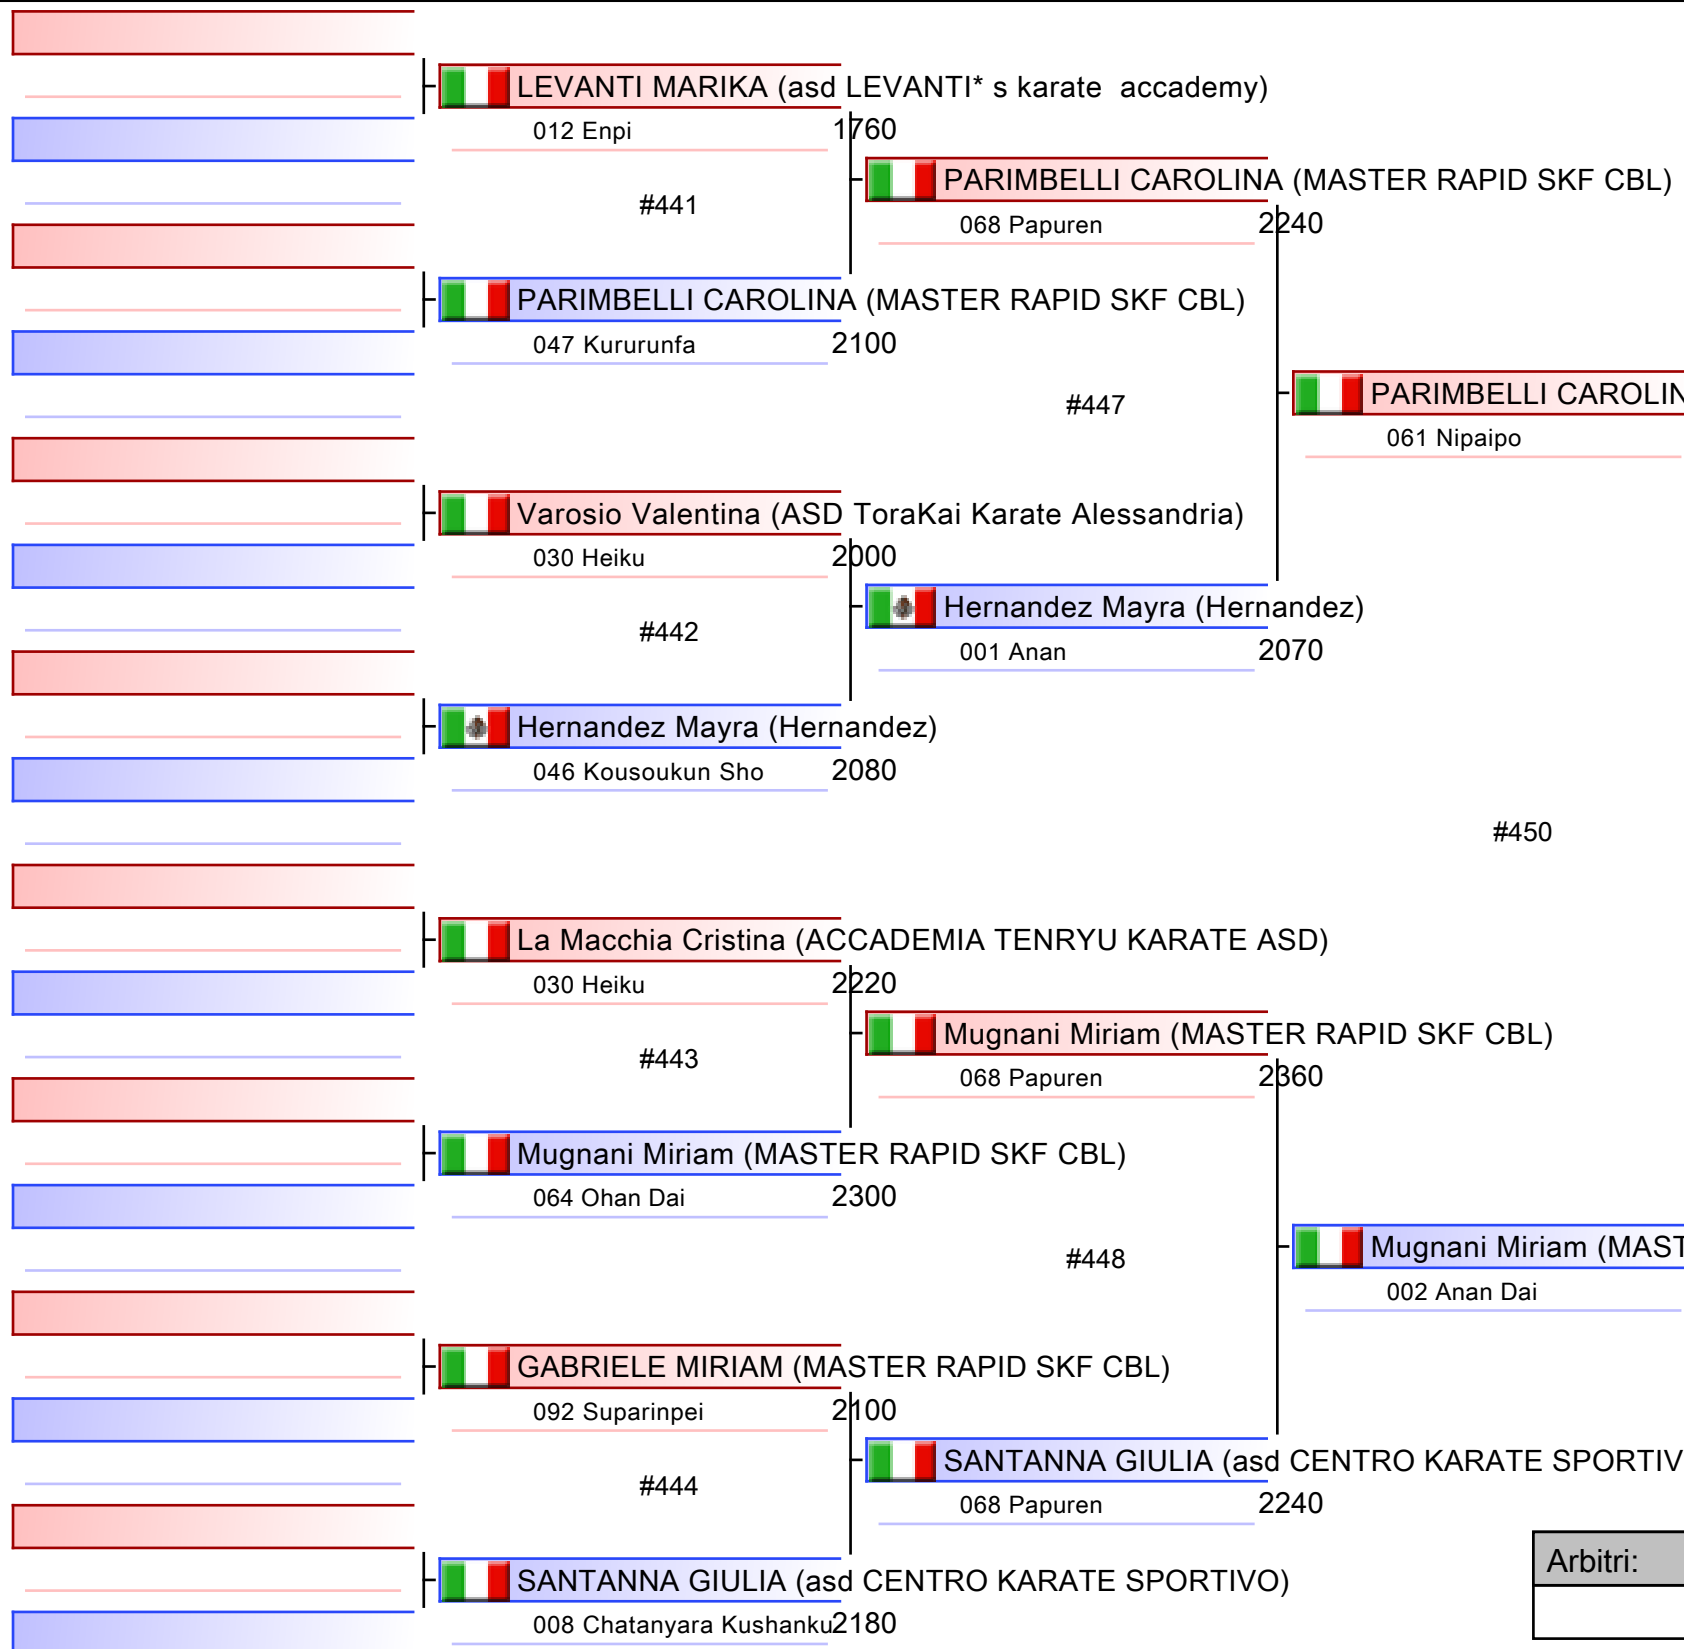 LEVANTI MARIKA (asd LEVANTI* s karate  accademy)
012 Enpi 1760
#441
PARIMBELLI CAROLINA (MASTER RAPID SKF CBL)
047 Kururunfa 2100
Varosio Valentina (ASD ToraKai Karate Alessandria)
030 Heiku 2000
#442
Hernandez Mayra (Hernandez)
046 Kousoukun Sho 2080
La Macchia Cristina (ACCADEMIA TENRYU KARATE ASD)
030 Heiku 2220
#443
Mugnani Miriam (MASTER RAPID SKF CBL)
064 Ohan Dai 2300
GABRIELE MIRIAM (MASTER RAPID SKF CBL)
092 Suparinpei 2100
#444
SANTANNA GIULIA (asd CENTRO KARATE SPORTIVO)
008 Chatanyara Kushanku 2180
PARIMBELLI CAROLINA (MASTER RAPID SKF CBL)
068 Papuren 2240
#447
Hernandez Mayra (Hernandez)
001 Anan 2070
Mugnani Miriam (MASTER RAPID SKF CBL)
068 Papuren 2360
#448
SANTANNA GIULIA (asd CENTRO KARATE SPORTIV
068 Papuren 2240
PARIMBELLI CAROLIN
061 Nipaipo
#450
Mugnani Miriam (MAST
002 Anan Dai
Arbitri: